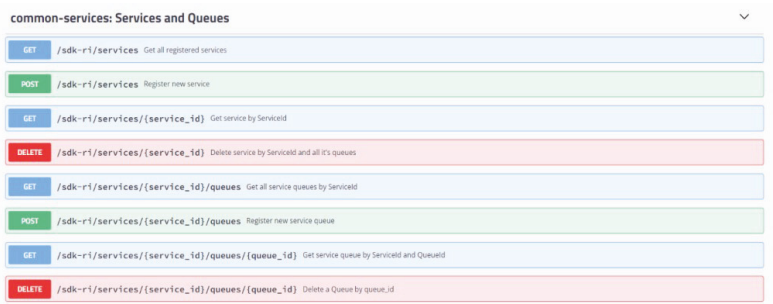 common-services: Services and Queues
GET /sdk-ri/services Get all registered services
POST /sdk-ri/services Register new service
GET /sdk-ri/services/{service_id} Get service by ServiceId
DELETE /sdk-ri/services/{service_id} Delete service by ServiceId and all it's queues
GET /sdk-ri/services/{service_id}/queues Get all service queues by ServiceId
POST /sdk-ri/services/{service_id}/queues Register new service queue
GET /sdk-ri/services/{service_id}/queues/{queue_id} Get service queue by ServiceId and QueueId
DELETE /sdk-ri/services/{service_id}/queues/{queue_id} Delete a Queue by queue_id